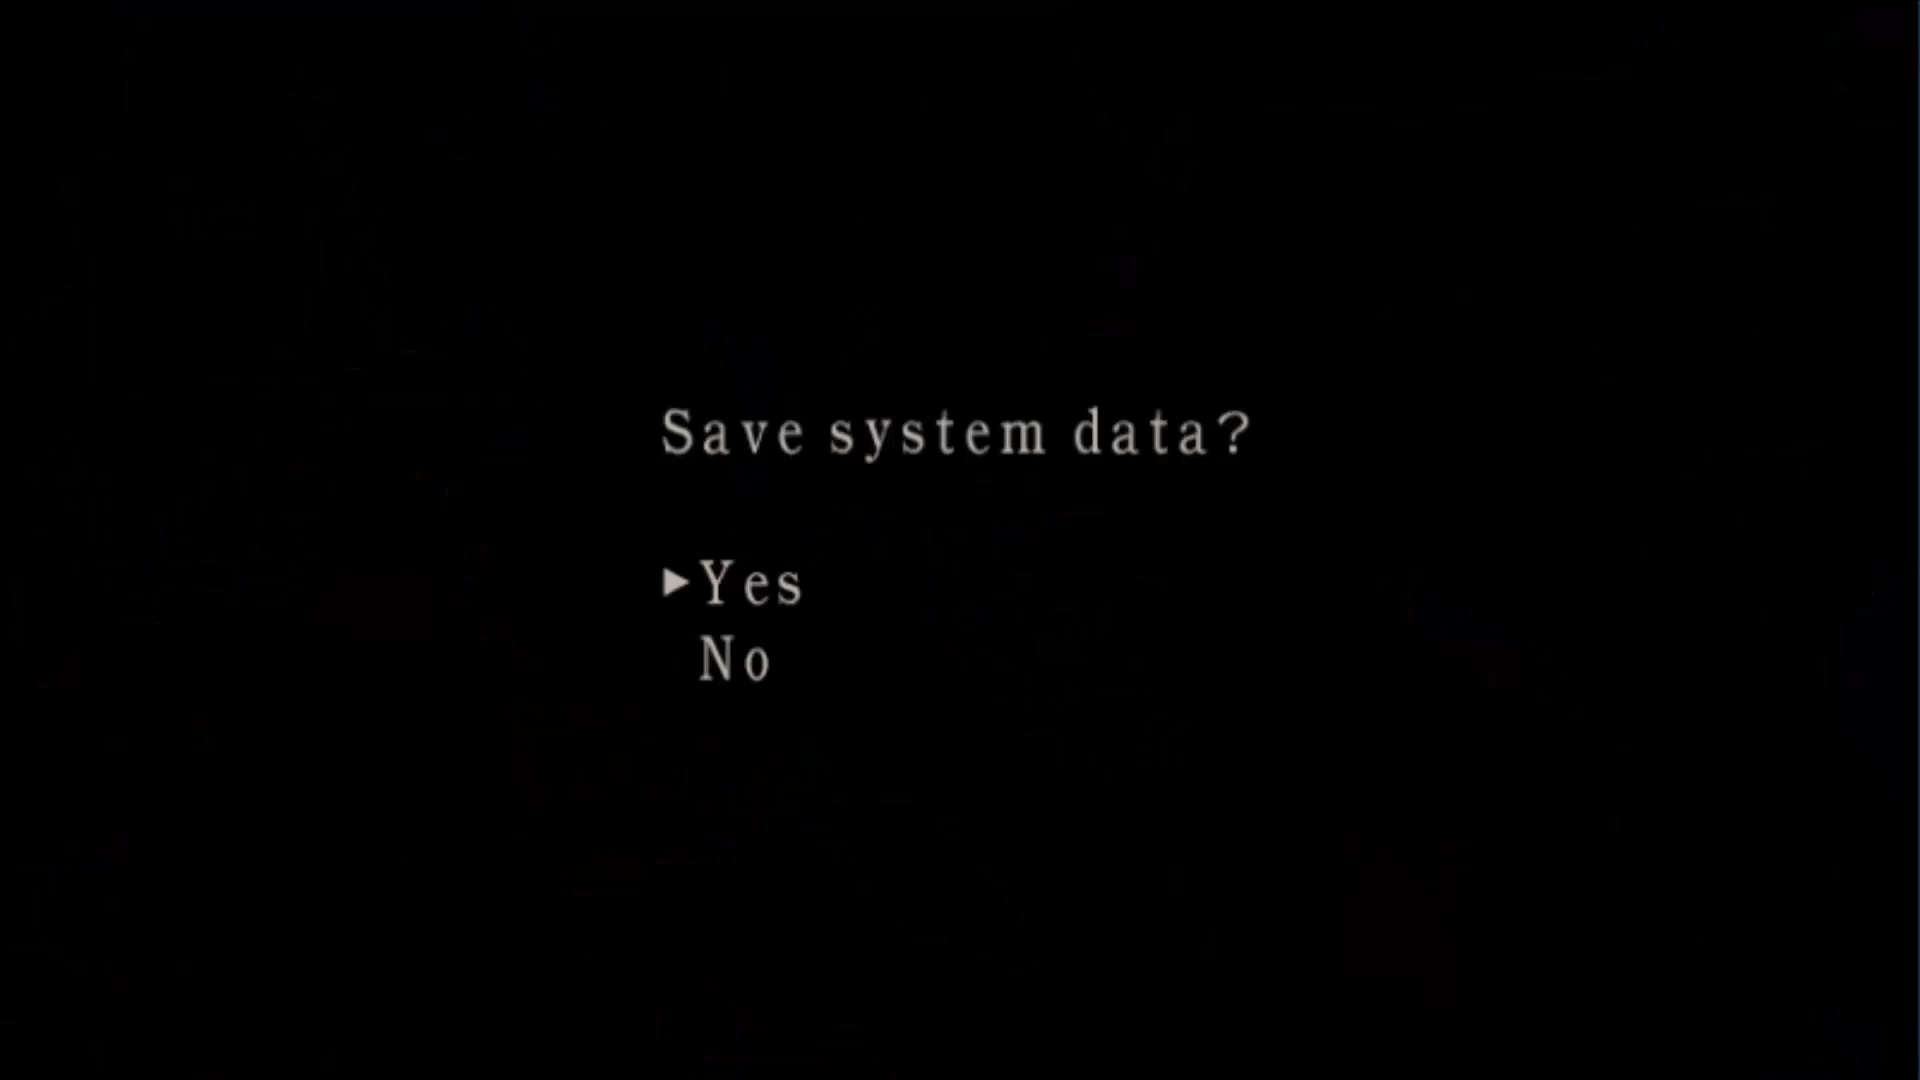 Save system data?
►Yes
No